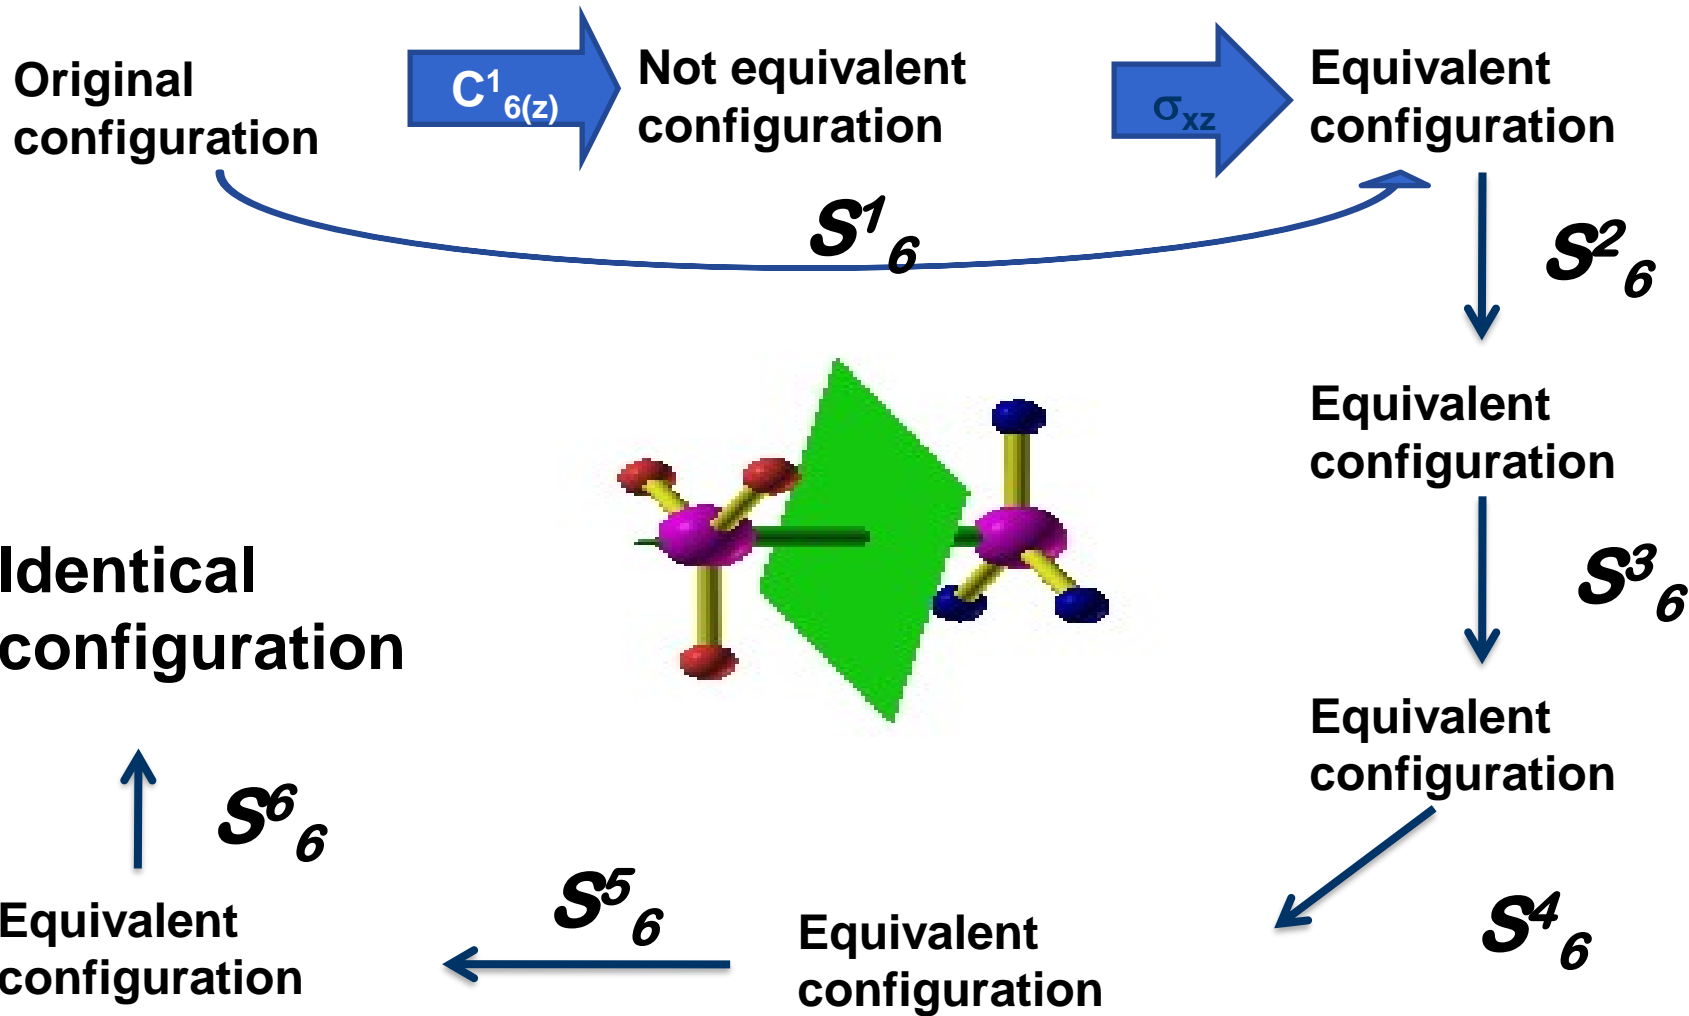 Original
configuration
C¹₆₍z₎
Not equivalent
configuration
σxz
Equivalent
configuration
S¹₆
S²₆
Equivalent
configuration
S³₆
Identical
configuration
Equivalent
configuration
S⁶₆
S⁵₆
S⁴₆
Equivalent
configuration
Equivalent
configuration